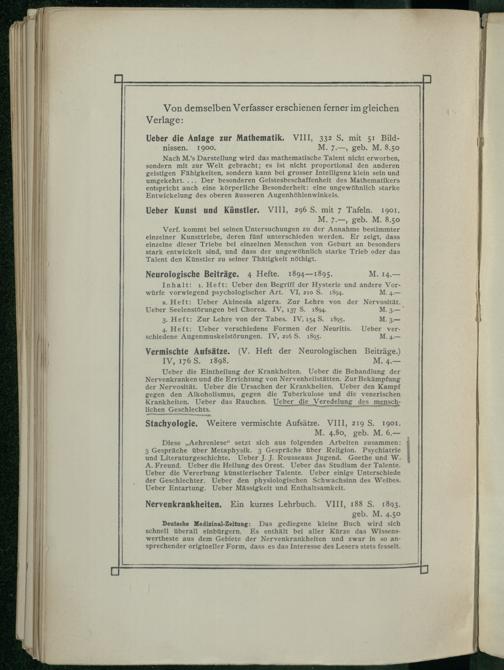 Von demselben Verfasser erschienen ferner im gleichen
Verlage:
Ueber die Anlage zur Mathematik. VIII, 332 S. mit 51 Bild-
nissen. 1900. M. 7.—, geb. M. 8.50
Nach M.'s Darstellung wird das mathematische Talent nicht erworben,
sondern mit zur Welt gebracht; es ist nicht proportional den anderen
geistigen Fähigkeiten, sondern kann bei grosser Intelligenz klein sein und
umgekehrt. ... Der besonderen Geistesbeschaffenheit des Mathematikers
entspricht auch eine körperliche Besonderheit: eine ungewöhnlich starke
Entwickelung des oberen äusseren Augenhöhlenwinkels.
Ueber Kunst und Künstler. VIII, 296 S. mit 7 Tafeln. 1901.
M. 7.—, geb. M. 8.50
Verf. kommt bei seinen Untersuchungen zu der Annahme bestimmter
einzelner Kunsttriebe, deren fünf unterschieden werden. Er zeigt, dass
einzelne dieser Triebe bei einzelnen Menschen von Geburt an besonders
stark entwickelt sind, und dass der ungewöhnlich starke Trieb oder das
Talent den Künstler zu seiner Thätigkeit nöthigt.
Neurologische Beiträge. 4 Hefte. 1894—1895. M. 14.—
Inhalt: 1. Heft: Ueber den Begriff der Hysterie und andere Vor-
würfe vorwiegend psychologischer Art. VI, 210 S. 1894. M. 4.—
2. Heft: Ueber Akinesia algera. Zur Lehre von der Nervosität.
Ueber Seelenstörungen bei Chorea. IV, 137 S. 1894. M. 3.—
3. Heft: Zur Lehre von der Tabes. IV, 154 S. 1895. M. 3.—
4. Heft: Ueber verschiedene Formen der Neuritis. Ueber ver-
schiedene Augenmuskelstörungen. IV, 216 S. 1895. M. 4.—
Vermischte Aufsätze. (V. Heft der Neurologischen Beiträge.)
IV, 176 S. 1898. M. 4.—
Ueber die Eintheilung der Krankheiten. Ueber die Behandlung der
Nervenkranken und die Errichtung von Nervenheilstätten. Zur Bekämpfung
der Nervosität. Ueber die Ursachen der Krankheiten. Ueber den Kampf
gegen den Alkoholismus, gegen die Tuberkulose und die venerischen
Krankheiten. Ueber das Rauchen. Ueber die Veredelung des mensch-
lichen Geschlechts.
Stachyologie. Weitere vermischte Aufsätze. VIII, 219 S. 1901.
M. 4.80, geb. M. 6.—
Diese „Aehrenlese“ setzt sich aus folgenden Arbeiten zusammen:
3 Gespräche über Metaphysik. 3 Gespräche über Religion. Psychiatrie
und Literaturgeschichte. Ueber J. J. Rousseaus Jugend. Goethe und W.
A. Freund. Ueber die Heilung des Orest. Ueber das Studium der Talente.
Ueber die Vererbung künstlerischer Talente. Ueber einige Unterschiede
der Geschlechter. Ueber den physiologischen Schwachsinn des Weibes.
Ueber Entartung. Ueber Mässigkeit und Enthaltsamkeit.
Nervenkrankheiten. Ein kurzes Lehrbuch. VIII, 188 S. 1893.
geb. M. 4.50
Deutsche Medizinal-Zeitung: Das gediegene kleine Buch wird sich
schnell überall einbürgern. Es enthält bei aller Kürze das Wissens-
wertheste aus dem Gebiete der Nervenkrankheiten und zwar in so an-
sprechender origineller Form, dass es das Interesse des Lesers stets fesselt.